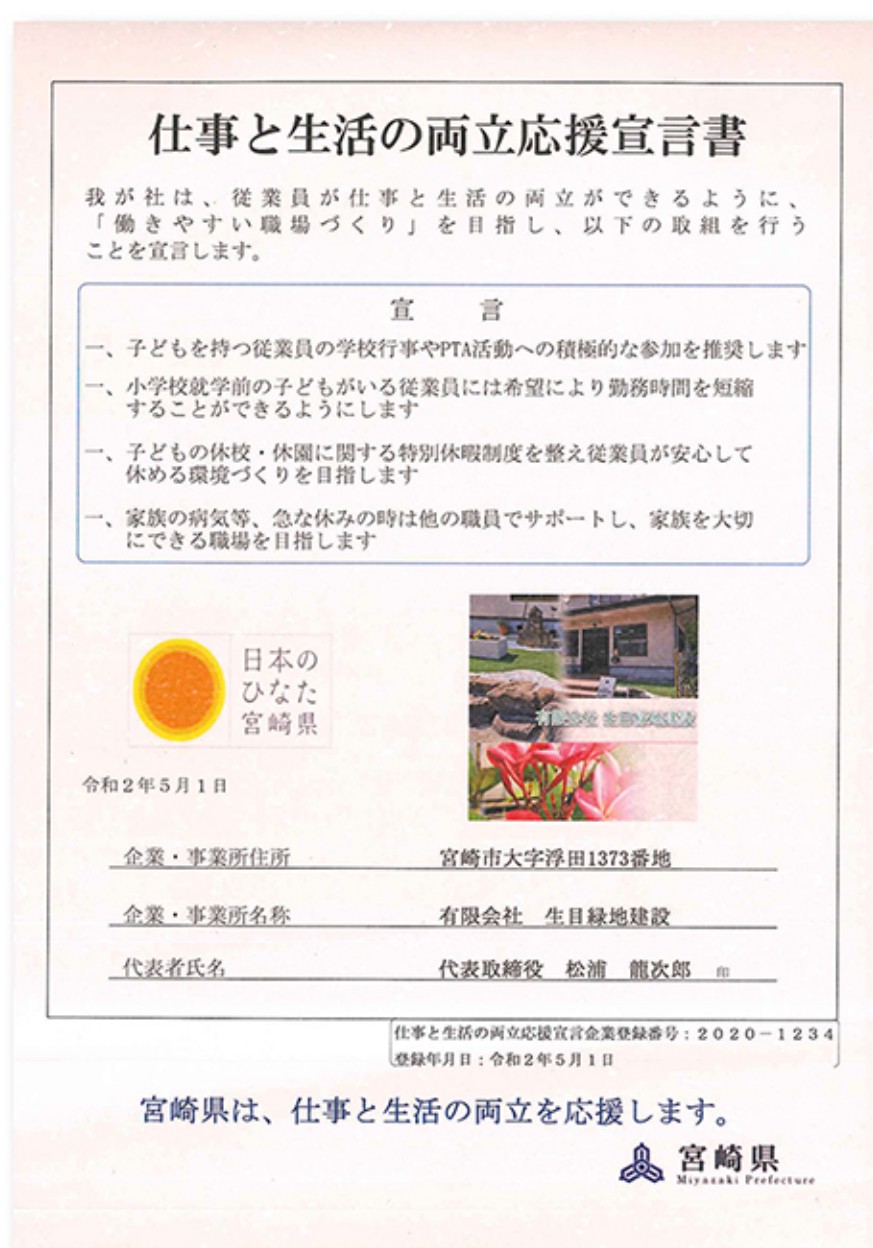 仕事と生活の両立応援宣言書
我が社は、従業員が仕事と生活の両立ができるように、
「働きやすい職場づくり」を目指し、以下の取組を行う
ことを宣言します。
宣　言
一、子どもを持つ従業員の学校行事やPTA活動への積極的な参加を推奨します
一、小学校就学前の子どもがいる従業員には希望により勤務時間を短縮
することができるようにします
一、子どもの休校・休園に関する特別休暇制度を整え従業員が安心して
休める環境づくりを目指します
一、家族の病気等、急な休みの時は他の職員でサポートし、家族を大切
にできる職場を目指します
日本の
ひなた
宮崎県
有限会社 生目緑地建設
令和2年5月1日
企業・事業所住所　宮崎市大字浮田1373番地
企業・事業所名称　有限会社　生目緑地建設
代表者氏名　代表取締役　松浦　龍次郎　印
仕事と生活の両立応援宣言企業登録番号：２０２０－１２３４
登録年月日：令和2年5月1日
宮崎県は、仕事と生活の両立を応援します。
宮崎県
Miyazaki Prefecture